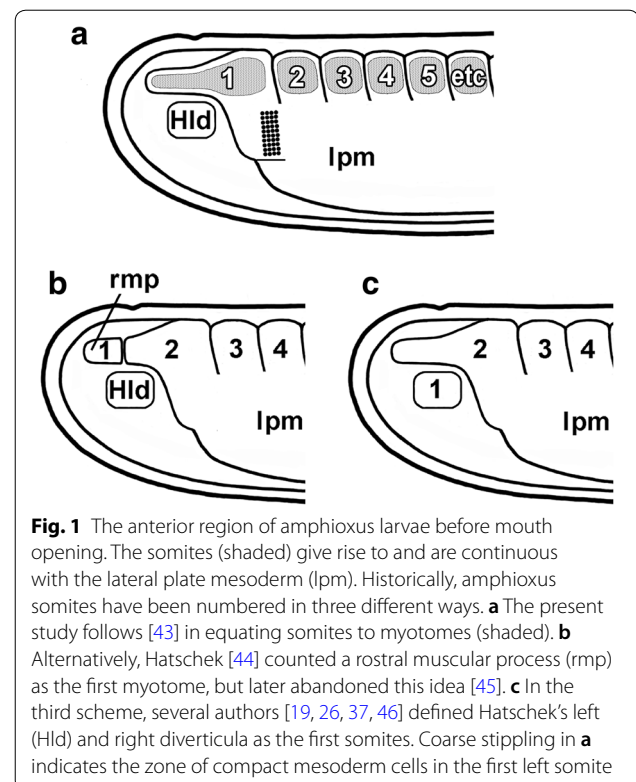 a
1 2 3 4 5 etc
Hld
lpm
b
rmp
1 2 3 4
Hld
lpm
c
2 3 4
1
lpm
Fig. 1 The anterior region of amphioxus larvae before mouth
opening. The somites (shaded) give rise to and are continuous
with the lateral plate mesoderm (lpm). Historically, amphioxus
somites have been numbered in three different ways. a The present
study follows [43] in equating somites to myotomes (shaded). b
Alternatively, Hatschek [44] counted a rostral muscular process (rmp)
as the first myotome, but later abandoned this idea [45]. c In the
third scheme, several authors [19, 26, 37, 46] defined Hatschek's left
(Hld) and right diverticula as the first somites. Coarse stippling in a
indicates the zone of compact mesoderm cells in the first left somite